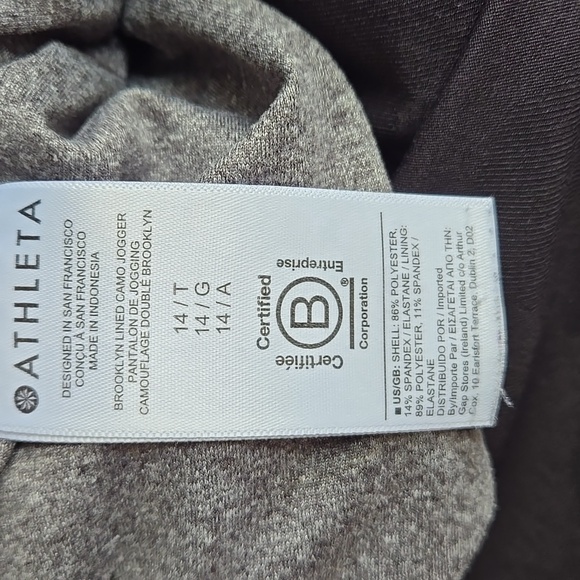 ATHLETA
DESIGNED IN SAN FRANCISCO
CONÇU À SAN FRANCISCO
MADE IN INDONESIA
BROOKLYN LINED CAMO JOGGER
PANTALON DE JOGGING
CAMOUFLAGE DOUBLÉ BROOKLYN
14 / T
14 / G
14 / A
Certified
Entreprise
B
®
Certifiée
Corporation
■ US/GB: SHELL: 86% POLYESTER,
14% SPANDEX / ELASTANE / LINING:
89% POLYESTER, 11% SPANDEX /
ELASTANE
DISTRIBUIDO POR / Imported
By/Importe Par / ΕΙΣΑΓΕΤΑΙ ΑΠΟ ΤΗΝ:
Gap Stores (Ireland) Limited c/o Arthur
Cox, 10 Earlsfort Terrace, Dublin 2, D02